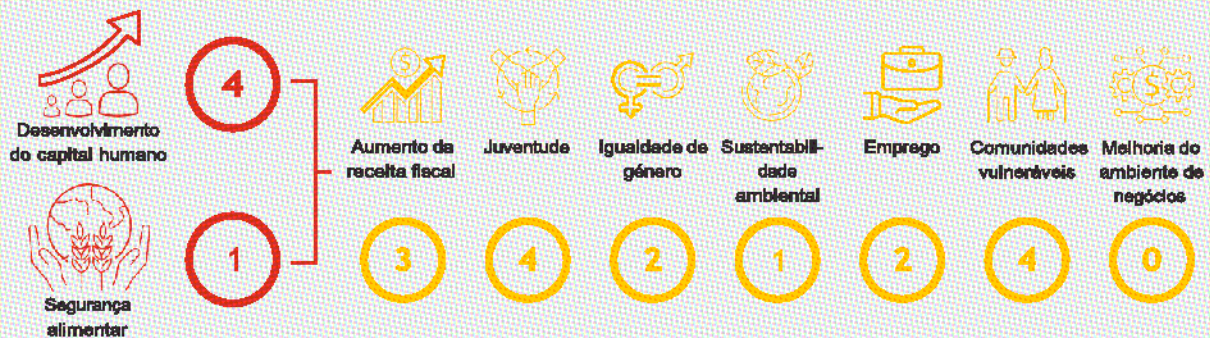 4
Desenvolvimento
do capital humano
1
Segurança
alimentar
Aumento da
receita fiscal
3
Juventude
4
Igualdade de
género
2
Sustentabili-
dade
ambiental
1
Emprego
2
Comunidades
vulneráveis
4
Melhoria do
ambiente de
negócios
0